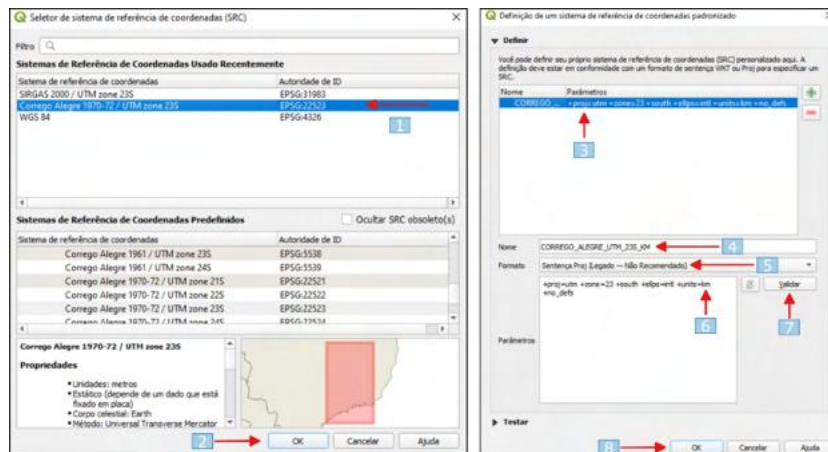 Seletor de sistema de referência de coordenadas (SRC)
Filtro
Sistemas de Referência de Coordenadas Usado Recentemente
Sistema de referência de coordenadas Autoridade de ID
SIRGAS 2000 / UTM zone 23S EPSG:31983
Corrego Alegre 1970-72 / UTM zone 23S EPSG:22523
WGS 84 EPSG:4326
1
Sistemas de Referência de Coordenadas Predefinidos Ocultar SRC obsoleto(s)
Sistema de referência de coordenadas Autoridade de ID
Corrego Alegre 1961 / UTM zone 23S EPSG:5538
Corrego Alegre 1961 / UTM zone 24S EPSG:5539
Corrego Alegre 1970-72 / UTM zone 21S EPSG:22521
Corrego Alegre 1970-72 / UTM zone 22S EPSG:22522
Corrego Alegre 1970-72 / UTM zone 23S EPSG:22523
Corrego Alegre 1970-72 / UTM zone 24S EPSG:22524
Corrego Alegre 1970-72 / UTM zone 23S
Propriedades
•Unidades: metros
•Estático (depende de um dado que está
fixado em placa)
•Corpo celestial: Earth
•Método: Universal Transverse Mercator
2
OK Cancelar Ajuda
Definição de um sistema de referência de coordenadas padronizado
Definir
Você pode definir seu próprio sistema de referência de coordenadas (SRC) personalizado aqui. A
definição deve estar em conformidade com um formato de sentença WKT ou Proj para especificar um
SRC.
Nome Parâmetros
CORREGO_... +proj=utm +zone=23 +south +ellps=intl +units=km +no_defs
3
Nome CORREGO_ALEGRE_UTM_23S_KM 4
Formato Sentença Proj (Legado — Não Recomendado) 5
+proj=utm +zone=23 +south +ellps=intl +units=km
+no_defs
Validar
6
7
Parâmetros
Testar
8
OK Cancelar Ajuda